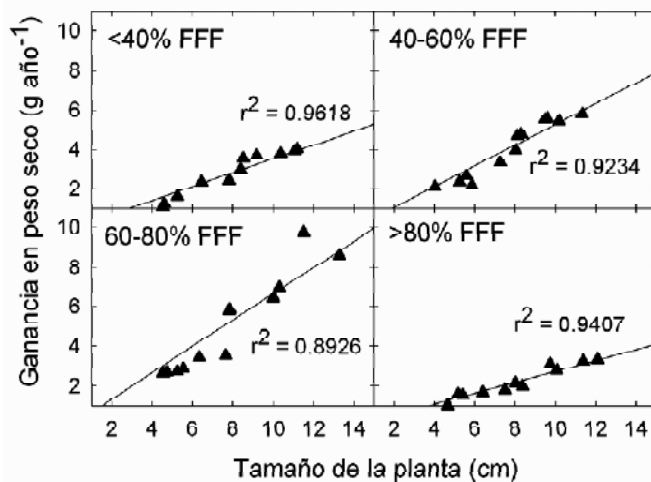 Ganancia en peso seco (g año-1)
10
8
6
4
2
<40% FFF
r2 = 0.9618
40-60% FFF
r2 = 0.9234
10
8
6
4
2
60-80% FFF
r2 = 0.8926
>80% FFF
r2 = 0.9407
2 4 6 8 10 12 14
2 4 6 8 10 12 14
Tamaño de la planta (cm)